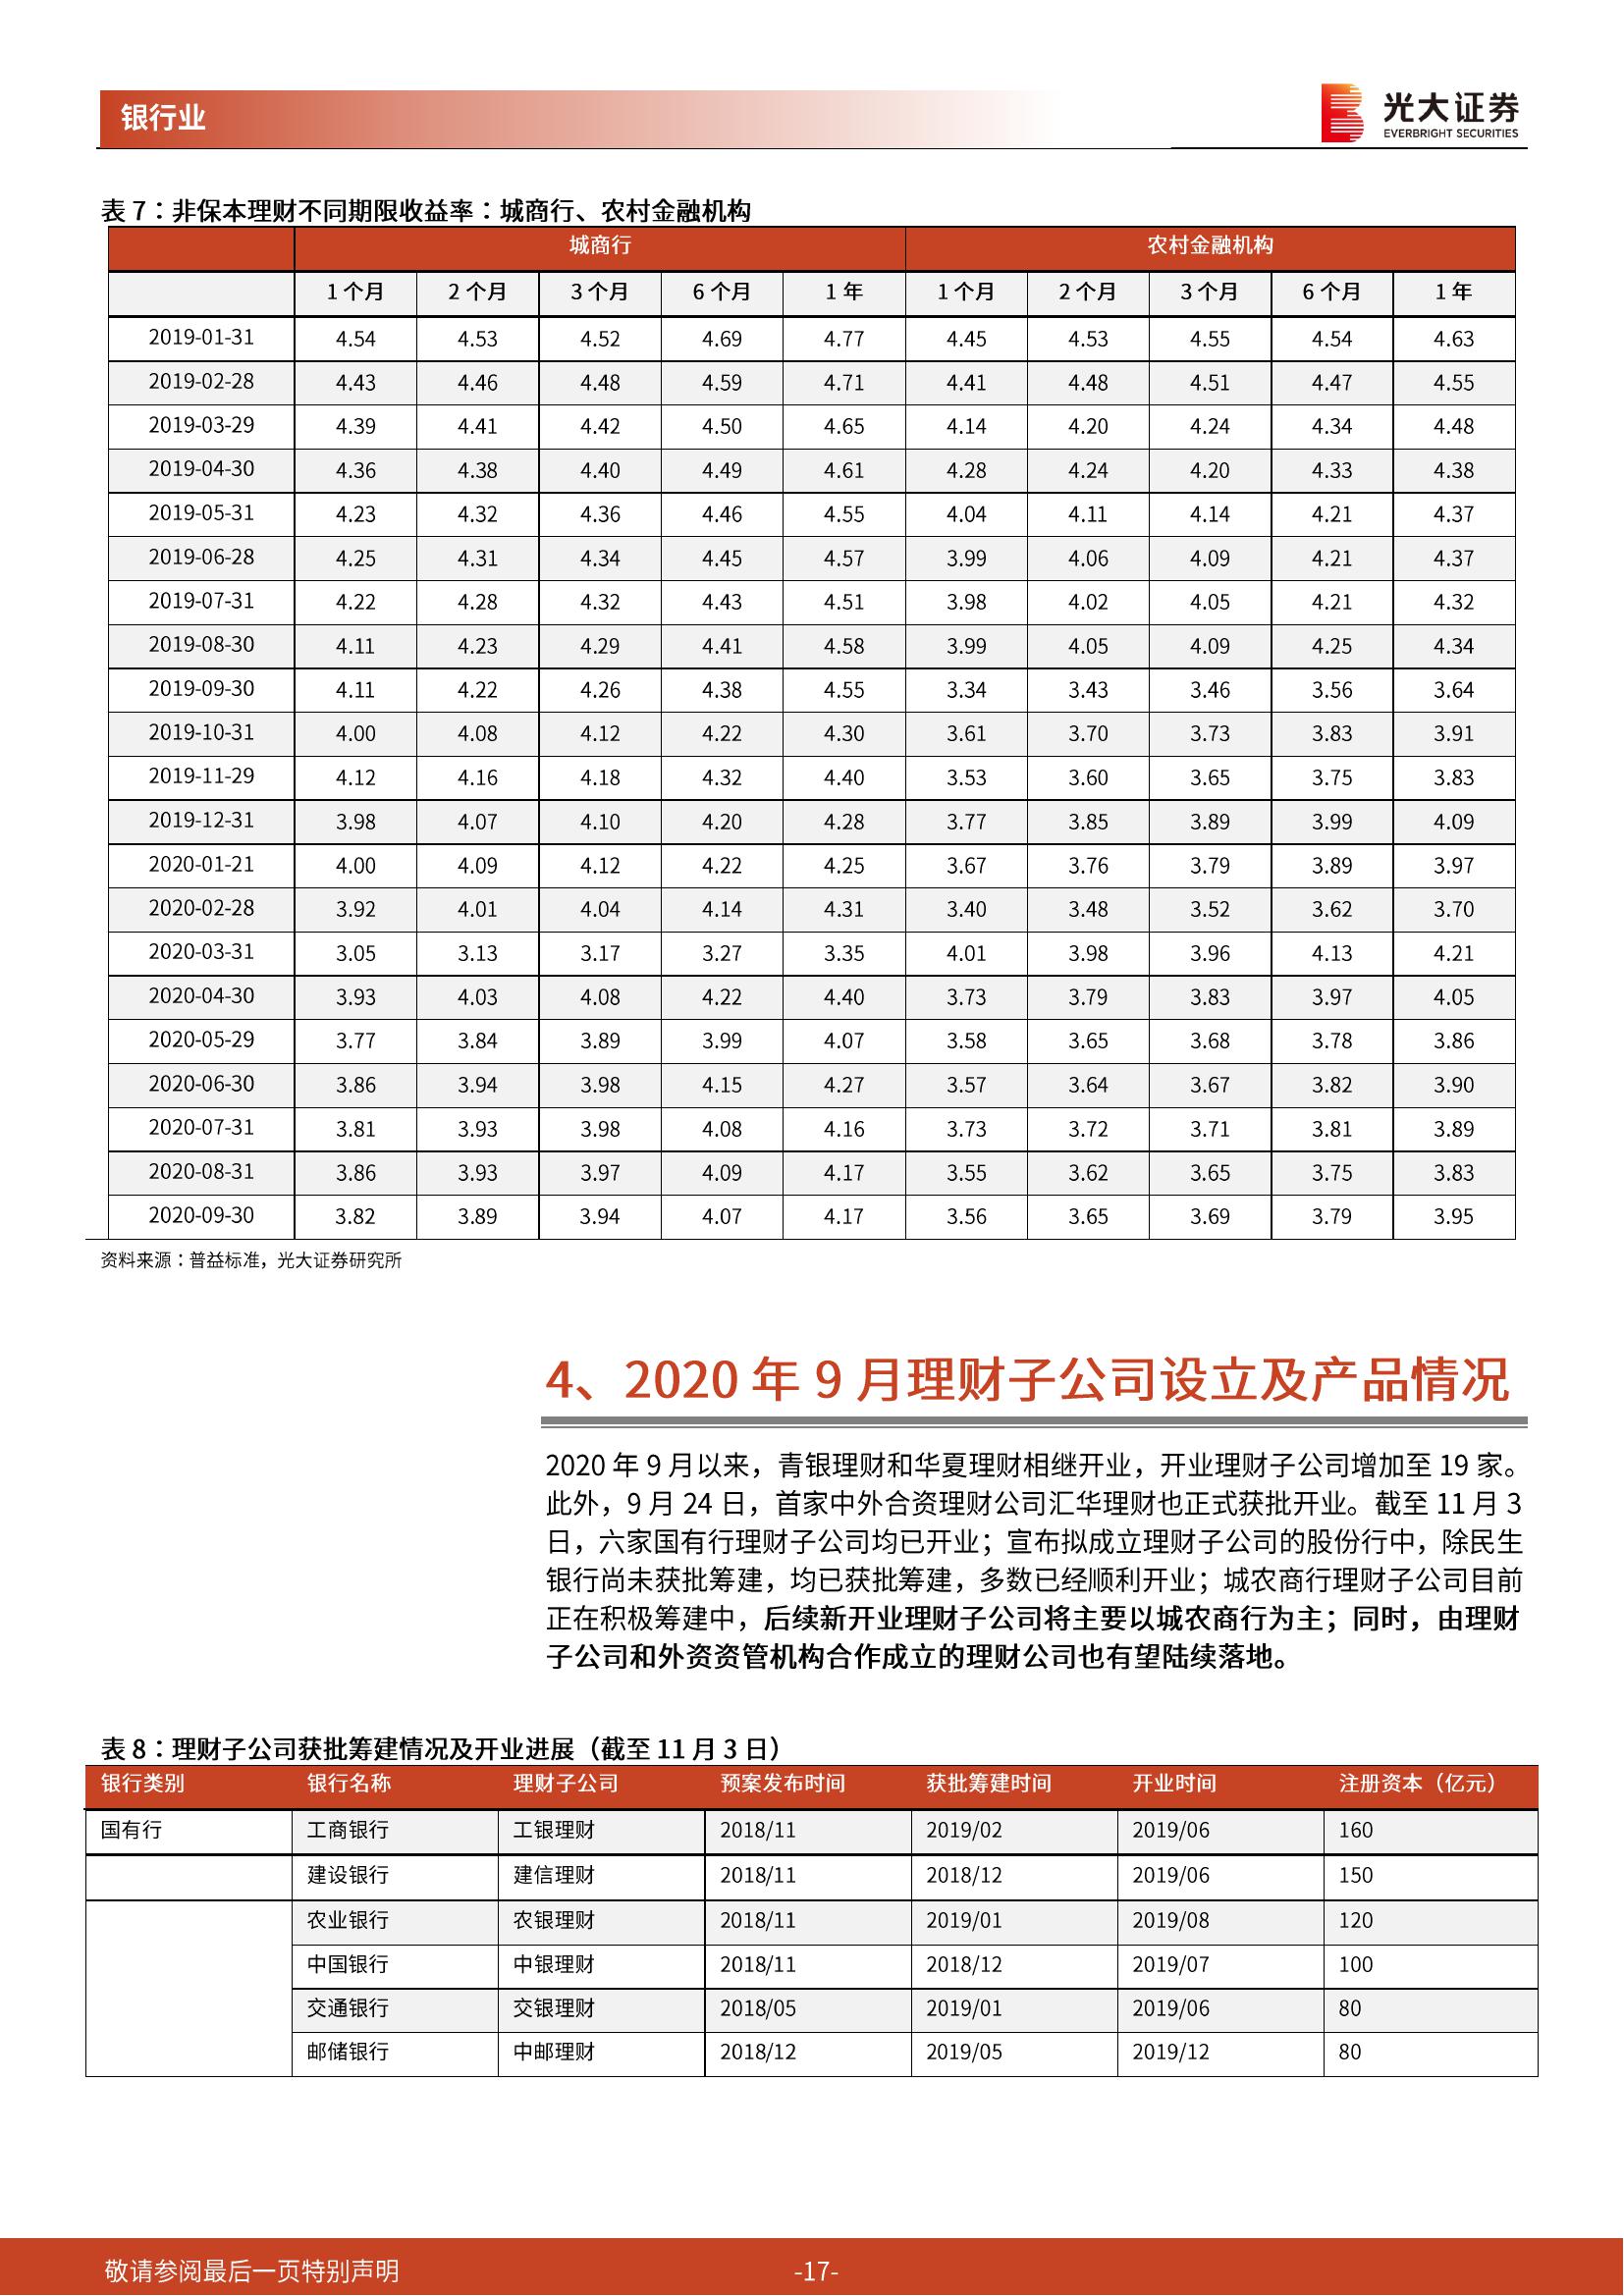 银行业
光大证券
EVERBRIGHT SECURITIES
表 7：非保本理财不同期限收益率：城商行、农村金融机构
城商行 农村金融机构
1 个月 2 个月 3 个月 6 个月 1 年 1 个月 2 个月 3 个月 6 个月 1 年
2019-01-31 4.54 4.53 4.52 4.69 4.77 4.45 4.53 4.55 4.54 4.63
2019-02-28 4.43 4.46 4.48 4.59 4.71 4.41 4.48 4.51 4.47 4.55
2019-03-29 4.39 4.41 4.42 4.50 4.65 4.14 4.20 4.24 4.34 4.48
2019-04-30 4.36 4.38 4.40 4.49 4.61 4.28 4.24 4.20 4.33 4.38
2019-05-31 4.23 4.32 4.36 4.46 4.55 4.04 4.11 4.14 4.21 4.37
2019-06-28 4.25 4.31 4.34 4.45 4.57 3.99 4.06 4.09 4.21 4.37
2019-07-31 4.22 4.28 4.32 4.43 4.51 3.98 4.02 4.05 4.21 4.32
2019-08-30 4.11 4.23 4.29 4.41 4.58 3.99 4.05 4.09 4.25 4.34
2019-09-30 4.11 4.22 4.26 4.38 4.55 3.34 3.43 3.46 3.56 3.64
2019-10-31 4.00 4.08 4.12 4.22 4.30 3.61 3.70 3.73 3.83 3.91
2019-11-29 4.12 4.16 4.18 4.32 4.40 3.53 3.60 3.65 3.75 3.83
2019-12-31 3.98 4.07 4.10 4.20 4.28 3.77 3.85 3.89 3.99 4.09
2020-01-21 4.00 4.09 4.12 4.22 4.25 3.67 3.76 3.79 3.89 3.97
2020-02-28 3.92 4.01 4.04 4.14 4.31 3.40 3.48 3.52 3.62 3.70
2020-03-31 3.05 3.13 3.17 3.27 3.35 4.01 3.98 3.96 4.13 4.21
2020-04-30 3.93 4.03 4.08 4.22 4.40 3.73 3.79 3.83 3.97 4.05
2020-05-29 3.77 3.84 3.89 3.99 4.07 3.58 3.65 3.68 3.78 3.86
2020-06-30 3.86 3.94 3.98 4.15 4.27 3.57 3.64 3.67 3.82 3.90
2020-07-31 3.81 3.93 3.98 4.08 4.16 3.73 3.72 3.71 3.81 3.89
2020-08-31 3.86 3.93 3.97 4.09 4.17 3.55 3.62 3.65 3.75 3.83
2020-09-30 3.82 3.89 3.94 4.07 4.17 3.56 3.65 3.69 3.79 3.95
资料来源：普益标准，光大证券研究所
4、2020 年 9 月理财子公司设立及产品情况
2020 年 9 月以来，青银理财和华夏理财相继开业，开业理财子公司增加至 19 家。
此外，9 月 24 日，首家中外合资理财公司汇华理财也正式获批开业。截至 11 月 3
日，六家国有行理财子公司均已开业；宣布拟成立理财子公司的股份行中，除民生
银行尚未获批筹建，均已获批筹建，多数已经顺利开业；城农商行理财子公司目前
正在积极筹建中，后续新开业理财子公司将主要以城农商行为主；同时，由理财
子公司和外资资管机构合作成立的理财公司也有望陆续落地。
表 8：理财子公司获批筹建情况及开业进展（截至 11 月 3 日）
银行类别 银行名称 理财子公司 预案发布时间 获批筹建时间 开业时间 注册资本（亿元）
国有行 工商银行 工银理财 2018/11 2019/02 2019/06 160
建设银行 建信理财 2018/11 2018/12 2019/06 150
农业银行 农银理财 2018/11 2019/01 2019/08 120
中国银行 中银理财 2018/11 2018/12 2019/07 100
交通银行 交银理财 2018/05 2019/01 2019/06 80
邮储银行 中邮理财 2018/12 2019/05 2019/12 80
敬请参阅最后一页特别声明 -17-